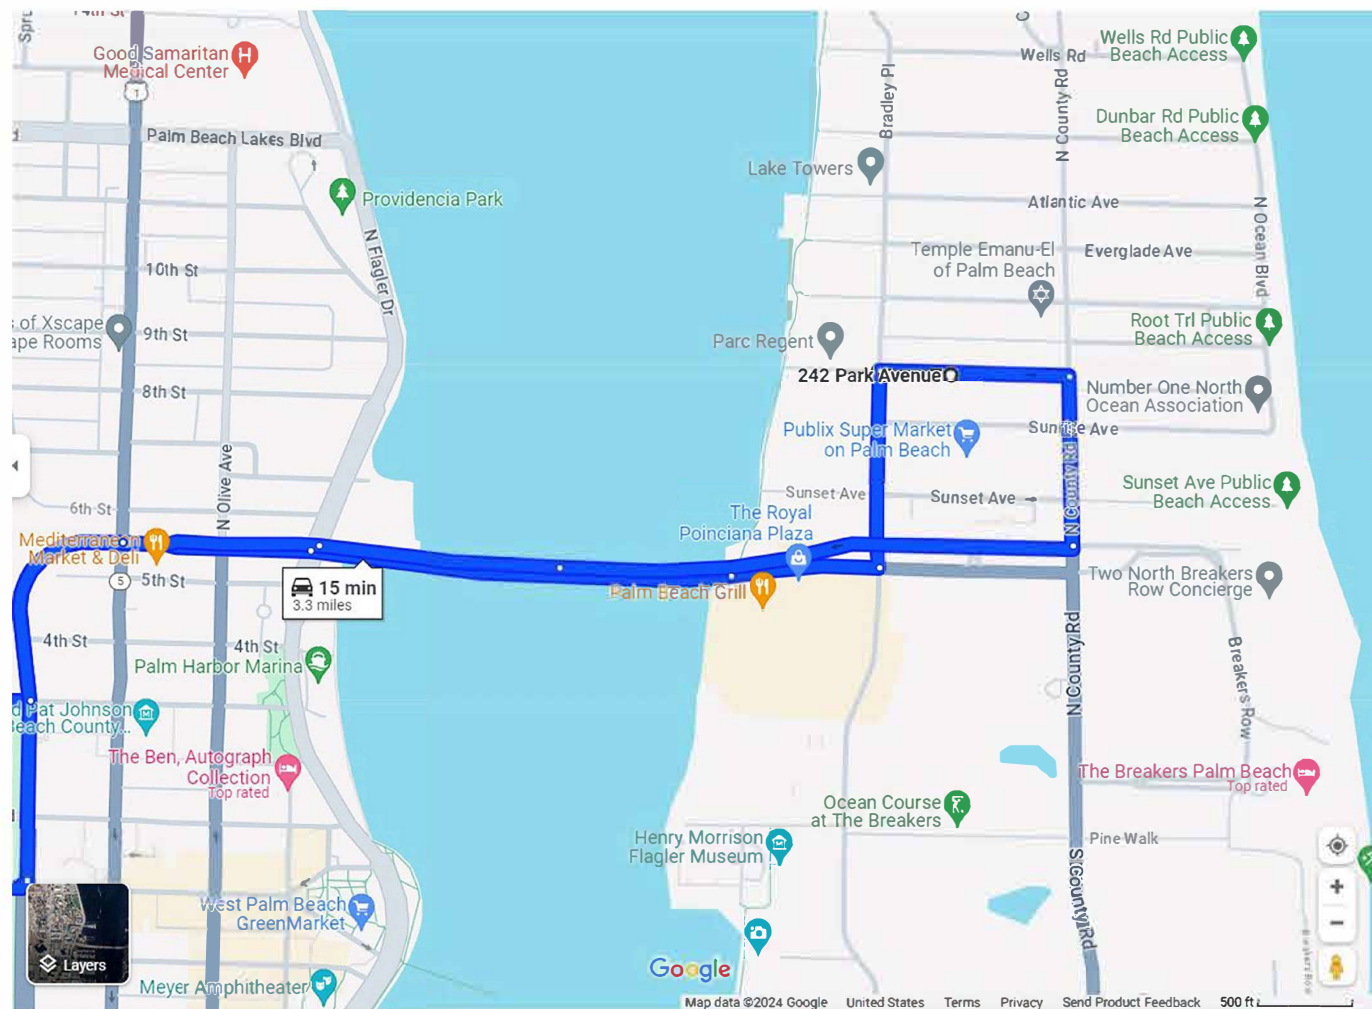 14th St
Good Samaritan
Medical Center
H
1
Palm Beach Lakes Blvd
Providencia Park
N Flagler Dr
10th St
of Xscape
ape Rooms
9th St
8th St
N Olive Ave
6th St
Mediterranean
Market & Deli
5
5th St
15 min
3.3 miles
4th St
4th St
Palm Harbor Marina
d Pat Johnson
Beach County...
The Ben, Autograph
Collection
Top rated
West Palm Beach
GreenMarket
Layers
Meyer Amphitheater
Wells Rd Public
Beach Access
Wells Rd
Bradley Pl
N County Rd
Dunbar Rd Public
Beach Access
Lake Towers
Atlantic Ave
N Ocean Blvd
Temple Emanu-El
of Palm Beach
Everglade Ave
Root Trl Public
Beach Access
Parc Regent
242 Park Avenue
Number One North
Ocean Association
Publix Super Market
on Palm Beach
Sunrise Ave
N County Rd
Sunset Ave
Sunset Ave
Sunset Ave Public
Beach Access
The Royal
Poinciana Plaza
Palm Beach Grill
Two North Breakers
Row Concierge
N County Rd
Breakers Row
The Breakers Palm Beach
Top rated
Ocean Course
at The Breakers
Henry Morrison
Flagler Museum
Pine Walk
S County Rd
Google
Map data ©2024 Google United States Terms Privacy Send Product Feedback 500 ft